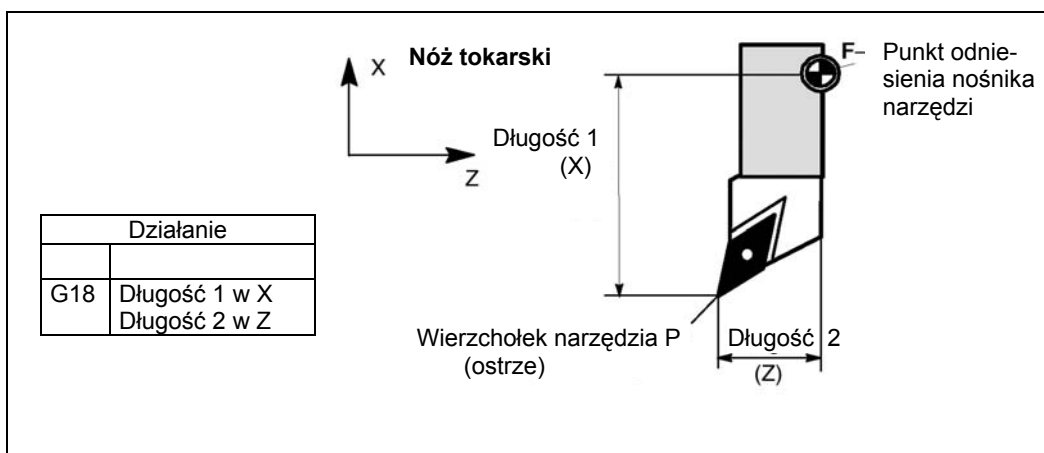 X
Nóż tokarski
F
Punkt odnie-
sienia nośnika
narzędzi
Długość 1
(X)
Z
Działanie
G18 Długość 1 w X
Długość 2 w Z
Wierzchołek narzędzia P
(ostrze)
Długość 2
(Z)